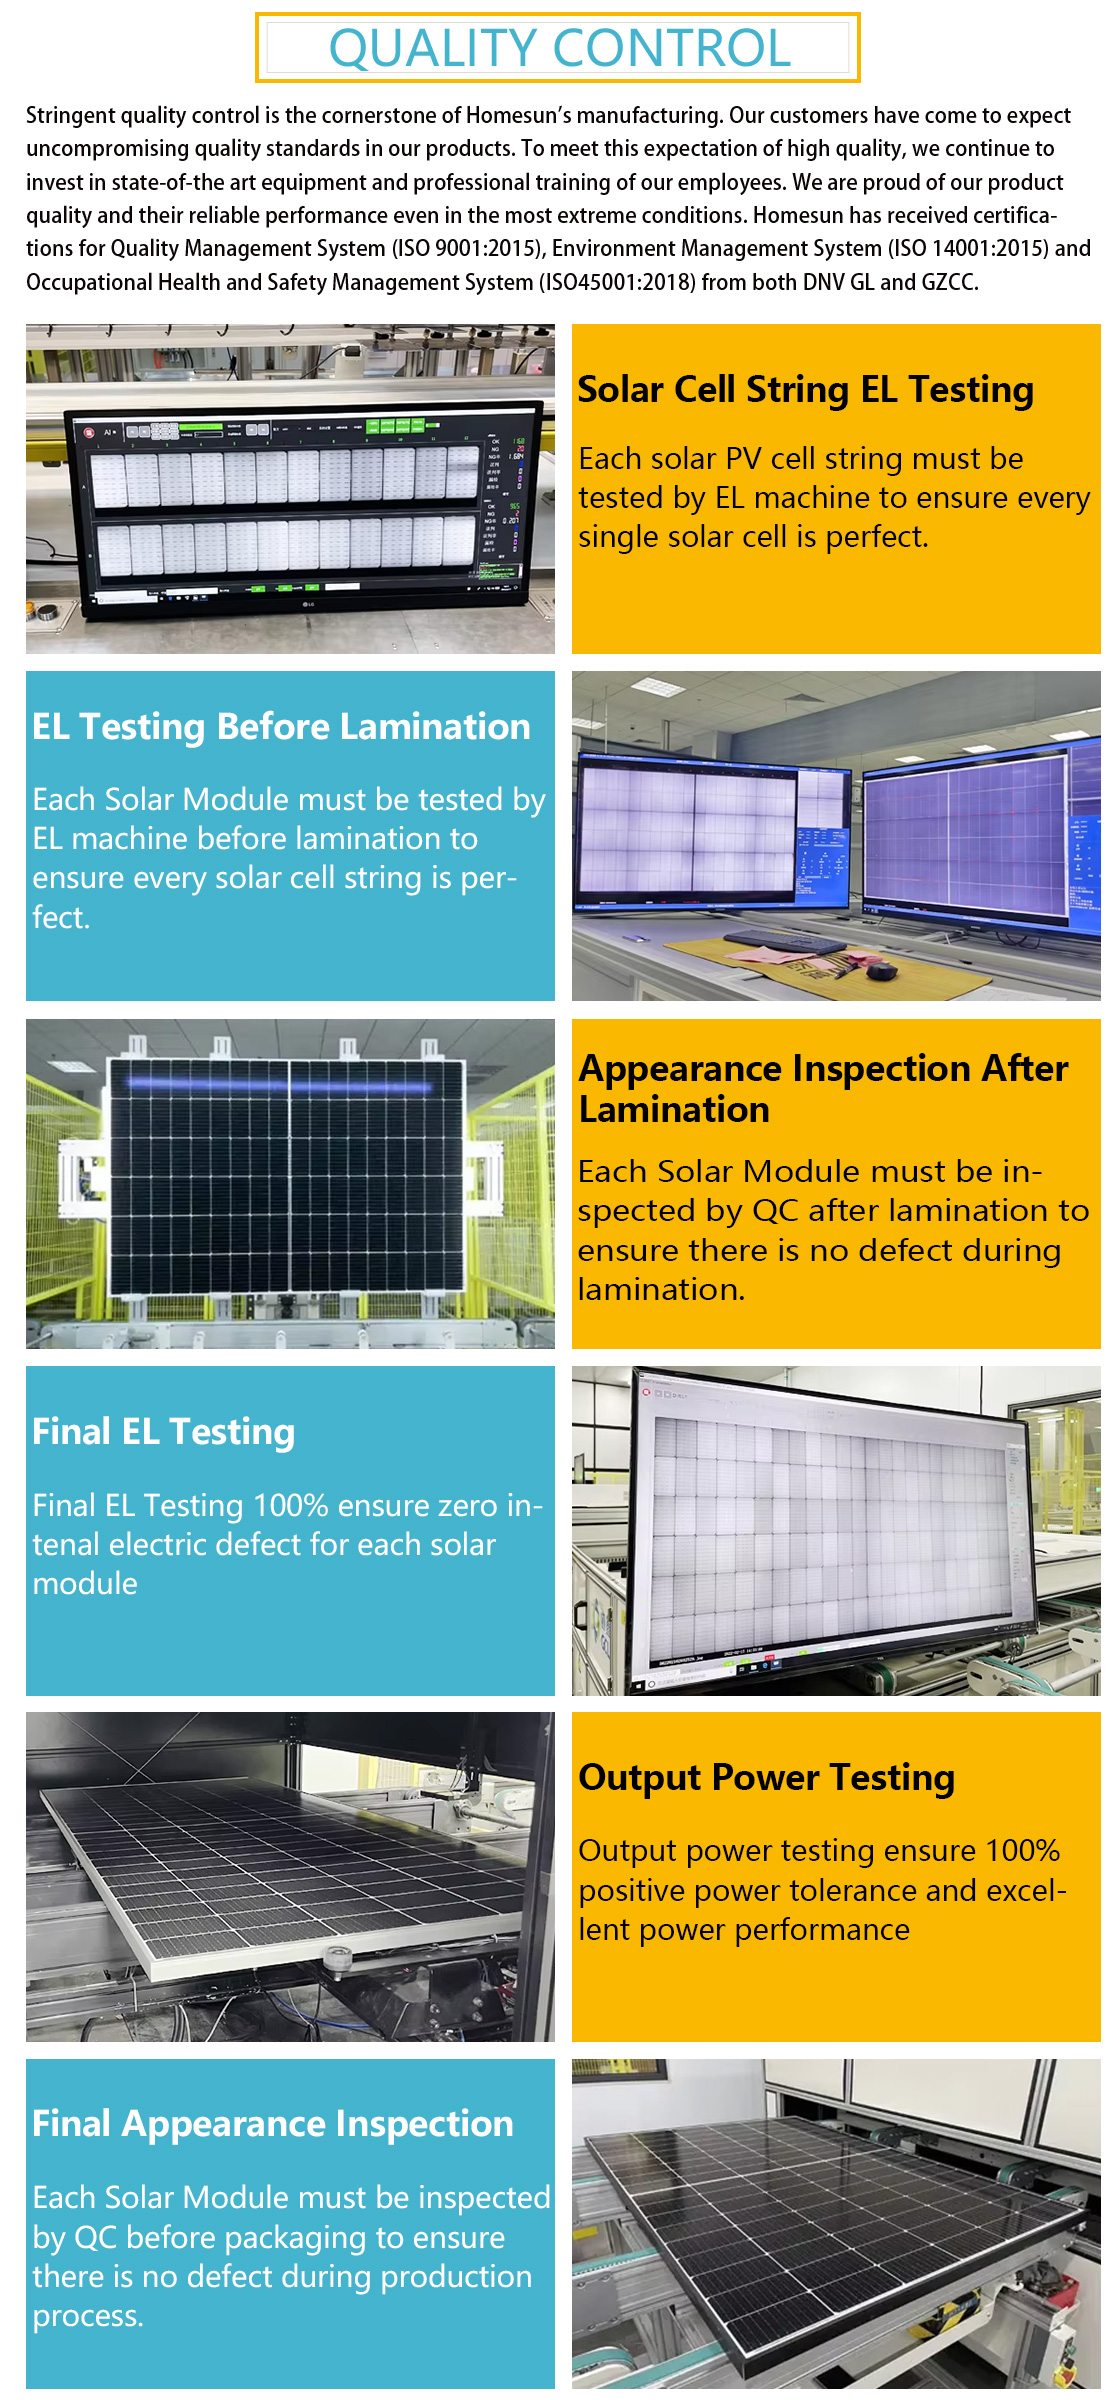 QUALITY CONTROL
Stringent quality control is the cornerstone of Homesun’s manufacturing. Our customers have come to expect
uncompromising quality standards in our products. To meet this expectation of high quality, we continue to
invest in state-of-the art equipment and professional training of our employees. We are proud of our product
quality and their reliable performance even in the most extreme conditions. Homesun has received certifica-
tions for Quality Management System (ISO 9001:2015), Environment Management System (ISO 14001:2015) and
Occupational Health and Safety Management System (ISO45001:2018) from both DNV GL and GZCC.
AI
OK 1168
NG 20
LG
Solar Cell String EL Testing
Each solar PV cell string must be
tested by EL machine to ensure every
single solar cell is perfect.
EL Testing Before Lamination
Each Solar Module must be tested by
EL machine before lamination to
ensure every solar cell string is per-
fect.
Appearance Inspection After
Lamination
Each Solar Module must be in-
spected by QC after lamination to
ensure there is no defect during
lamination.
Final EL Testing
Final EL Testing 100% ensure zero in-
tenal electric defect for each solar
module
Output Power Testing
Output power testing ensure 100%
positive power tolerance and excel-
lent power performance
Final Appearance Inspection
Each Solar Module must be inspected
by QC before packaging to ensure
there is no defect during production
process.